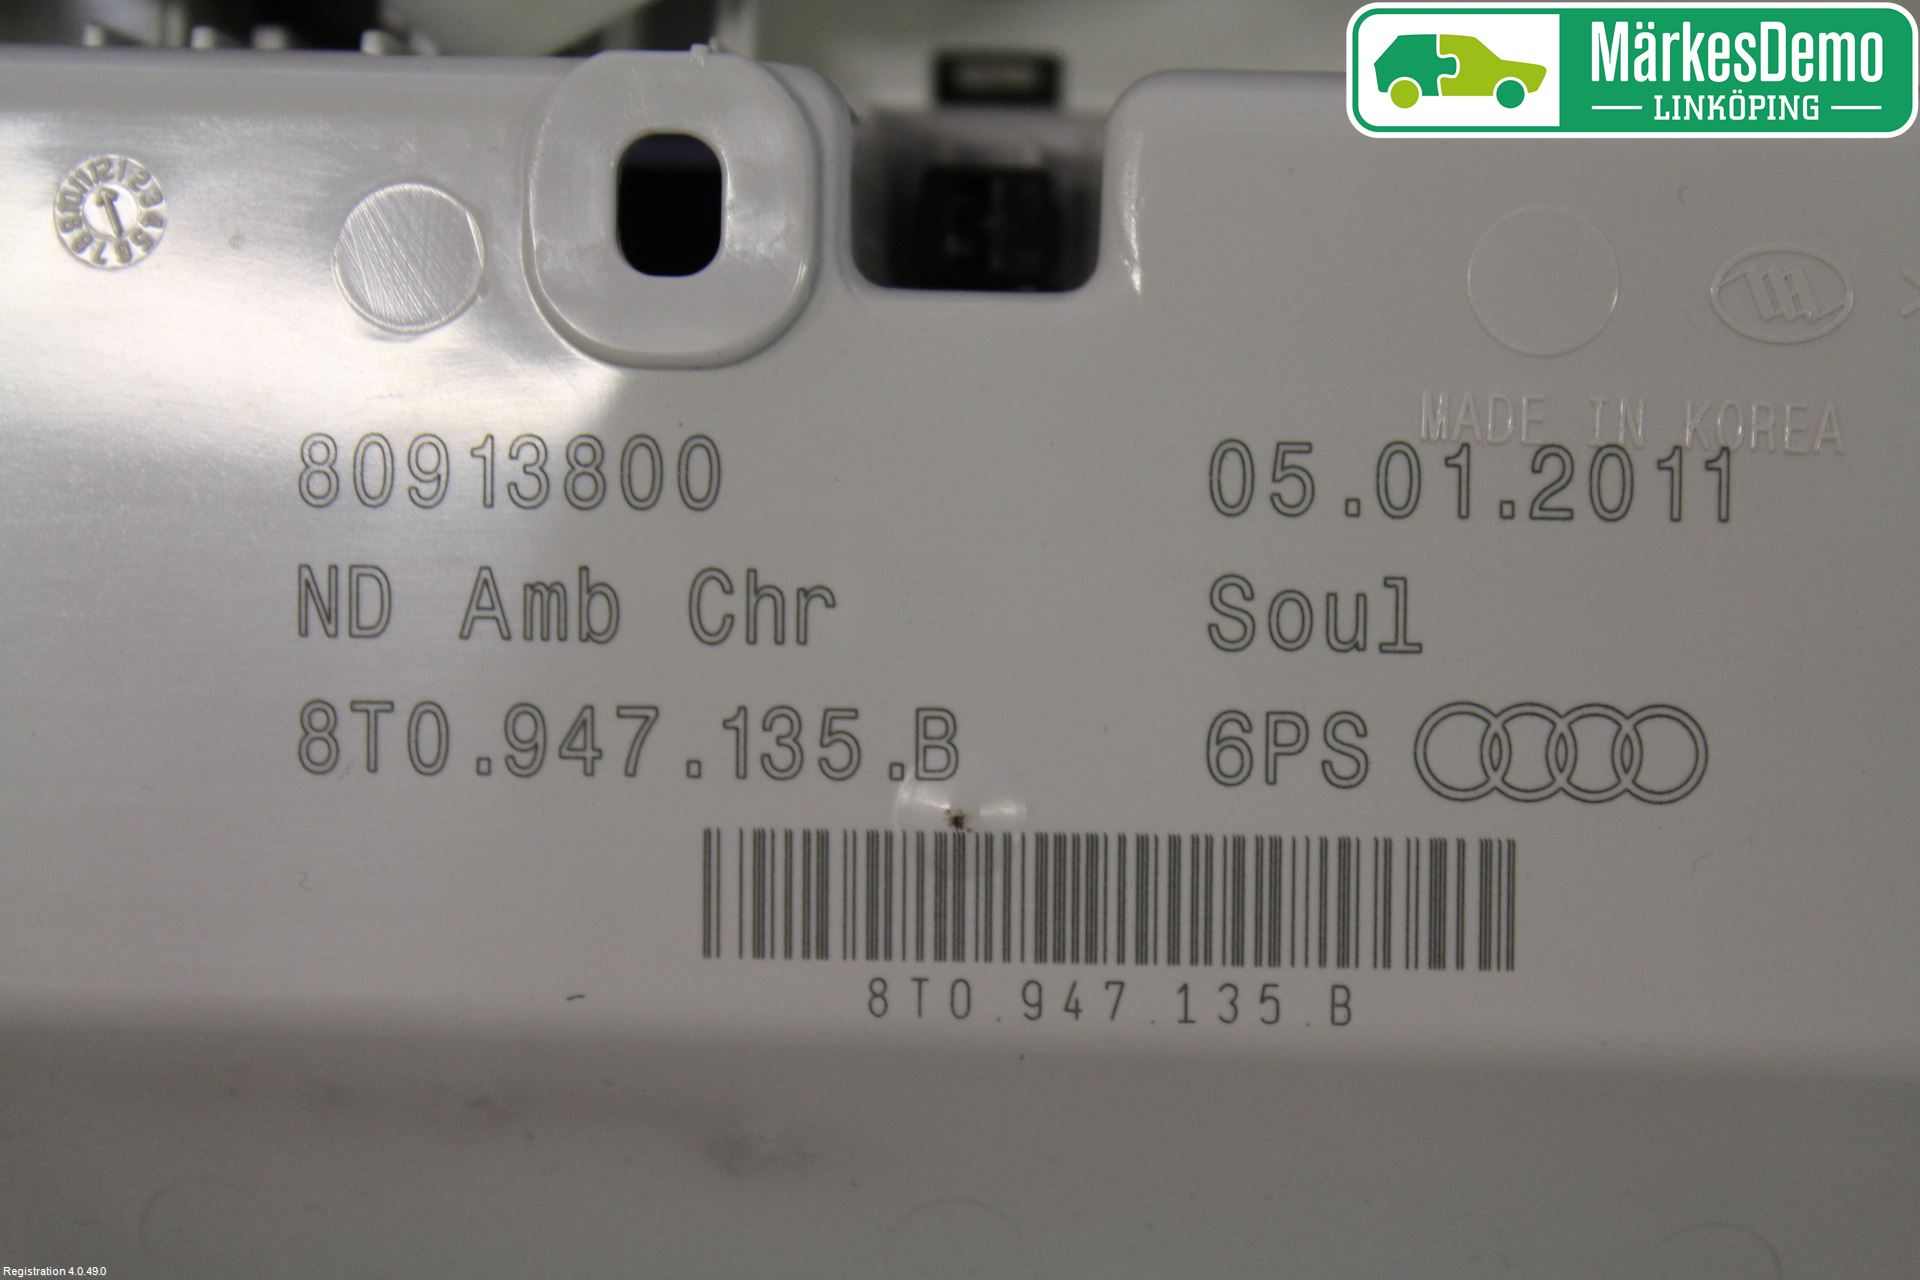 MärkesDemo
LINKÖPING
MADE IN KOREA
80913800
05.01.2011
ND Amb Chr
Soul
8T0.947.135.B
6PS
8T0.947.135.B
Registration 4.0.49.0